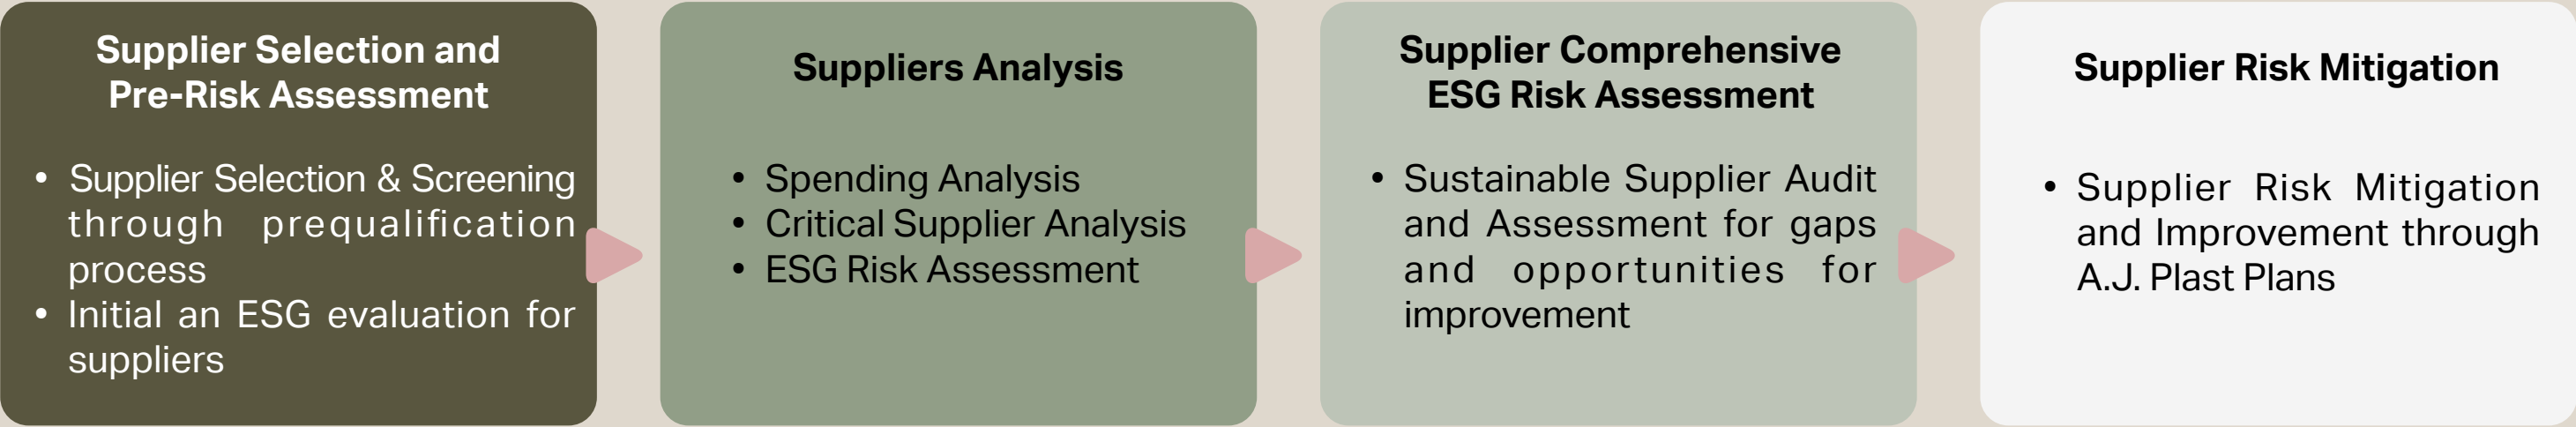 Supplier Selection and
Pre-Risk Assessment
• Supplier Selection & Screening
through prequalification
process
• Initial an ESG evaluation for
suppliers
Suppliers Analysis
• Spending Analysis
• Critical Supplier Analysis
• ESG Risk Assessment
Supplier Comprehensive
ESG Risk Assessment
• Sustainable Supplier Audit
and Assessment for gaps
and opportunities for
improvement
Supplier Risk Mitigation
• Supplier Risk Mitigation
and Improvement through
A.J. Plast Plans